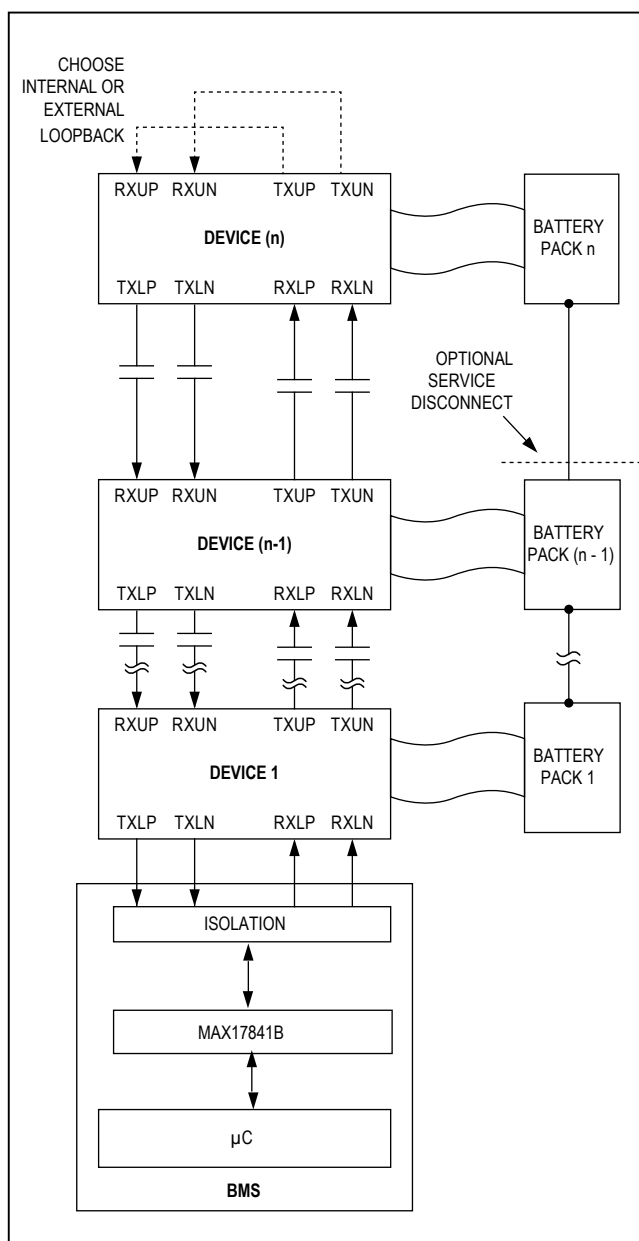 CHOOSE
INTERNAL OR
EXTERNAL
LOOPBACK
RXUP RXUN TXUP TXUN
DEVICE (n)
TXLP TXLN RXLP RXLN
BATTERY
PACK n
OPTIONAL
SERVICE
DISCONNECT
RXUP RXUN TXUP TXUN
DEVICE (n-1)
TXLP TXLN RXLP RXLN
BATTERY
PACK (n - 1)
RXUP RXUN TXUP TXUN
DEVICE 1
TXLP TXLN RXLP RXLN
BATTERY
PACK 1
ISOLATION
MAX17841B
µC
BMS